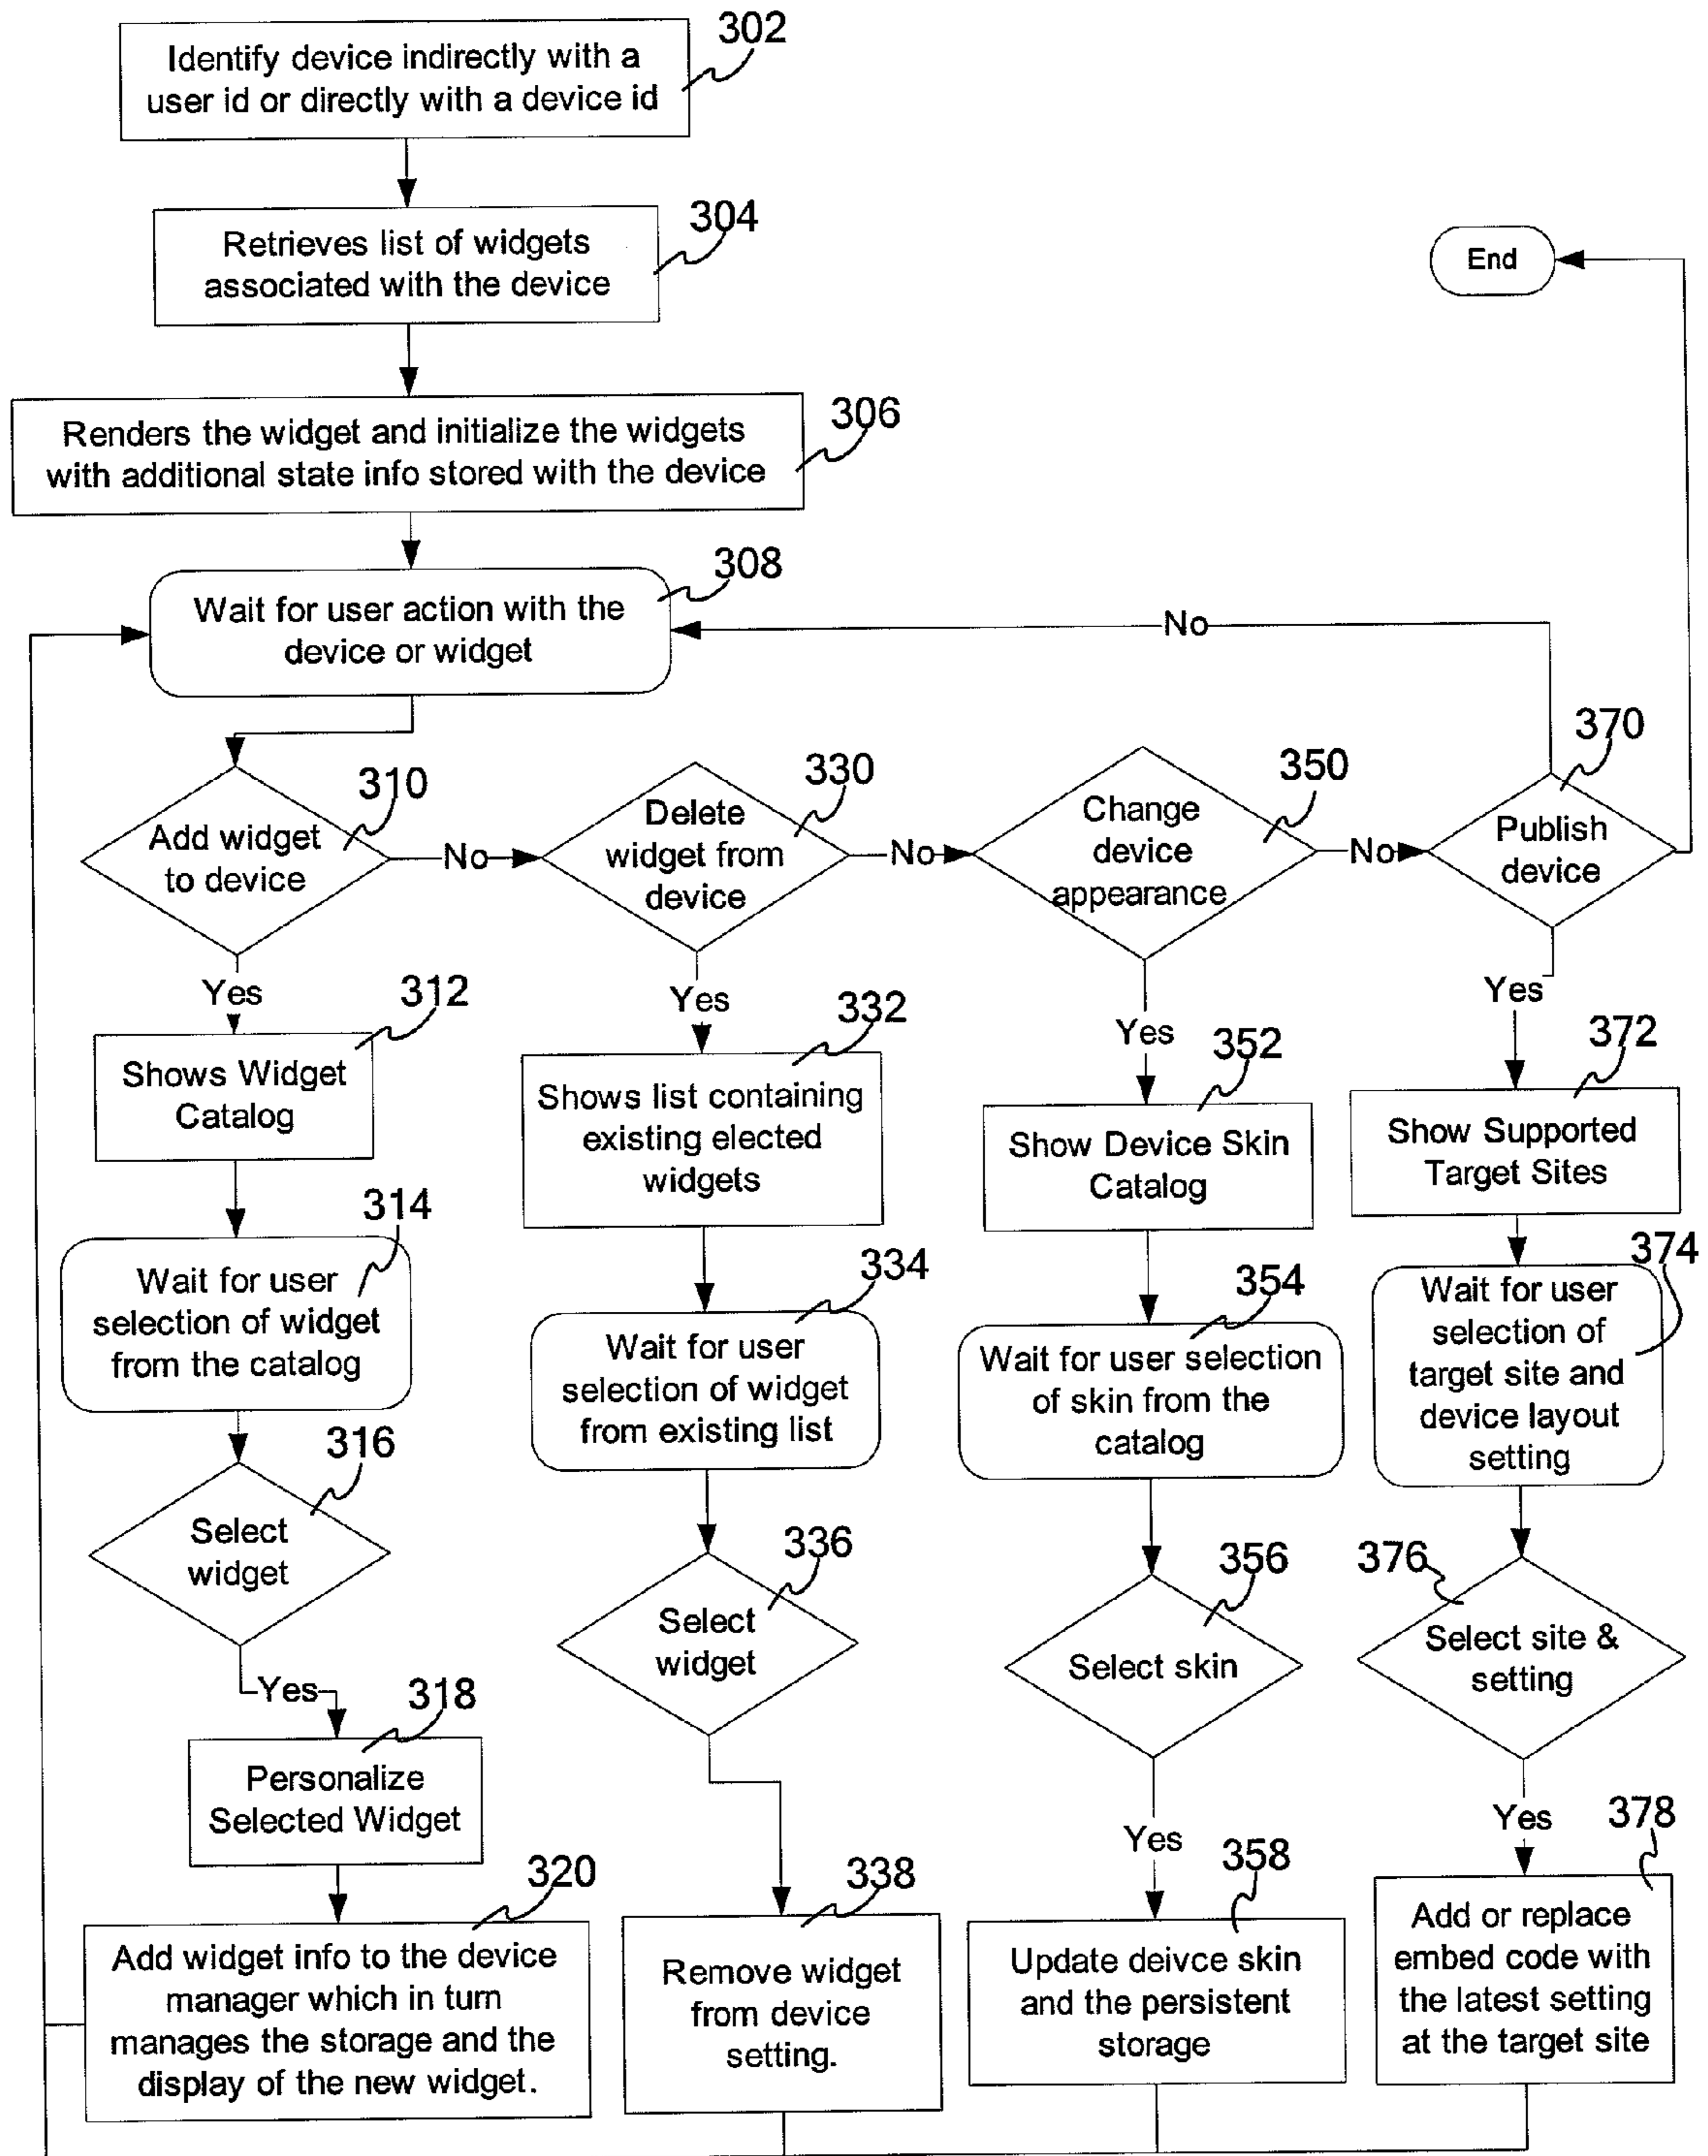 302
Identify device indirectly with a
user id or directly with a device id
304
Retrieves list of widgets
associated with the device
End
306
Renders the widget and initialize the widgets
with additional state info stored with the device
308
Wait for user action with the
device or widget
No
310
Add widget
to device
No
330
Delete
widget from
device
No
350
Change
device
appearance
No
370
Publish
device
Yes
312
Shows Widget
Catalog
314
Wait for user
selection of widget
from the catalog
316
Select
widget
Yes
318
Personalize
Selected Widget
320
Add widget info to the device
manager which in turn
manages the storage and the
display of the new widget.
Yes
332
Shows list containing
existing elected
widgets
334
Wait for user
selection of widget
from existing list
336
Select
widget
338
Remove widget
from device
setting.
Yes
352
Show Device Skin
Catalog
354
Wait for user selection
of skin from the
catalog
356
Select skin
Yes
358
Update deivce skin
and the persistent
storage
Yes
372
Show Supported
Target Sites
374
Wait for user
selection of
target site and
device layout
setting
376
Select site &
setting
Yes
378
Add or replace
embed code with
the latest setting
at the target site